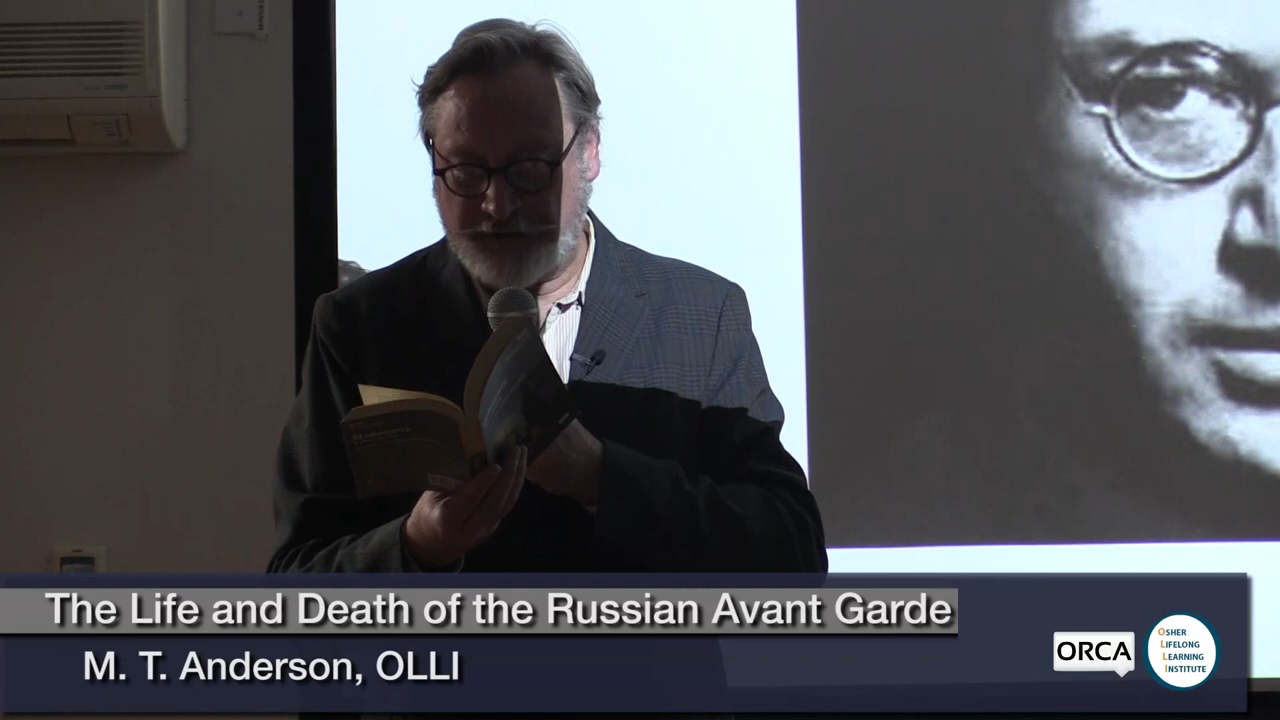 The Life and Death of the Russian Avant Garde
M. T. Anderson, OLLI
ORCA
OSHER
LIFELONG
LEARNING
INSTITUTE